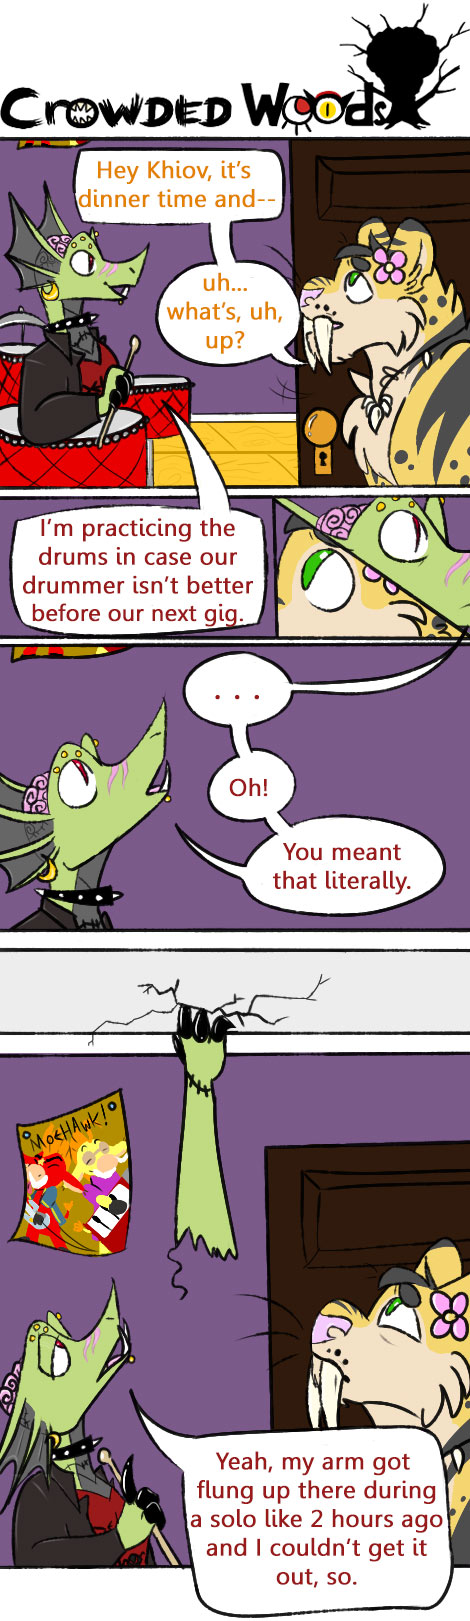 Crowded Woods
Hey Khiov, it's
dinner time and--
uh...
what's, uh,
up?
I'm practicing the
drums in case our
drummer isn't better
before our next gig.
. . .
Oh!
You meant
that literally.
MoeHAwk!
Yeah, my arm got
flung up there during
a solo like 2 hours ago
and I couldn't get it
out, so.